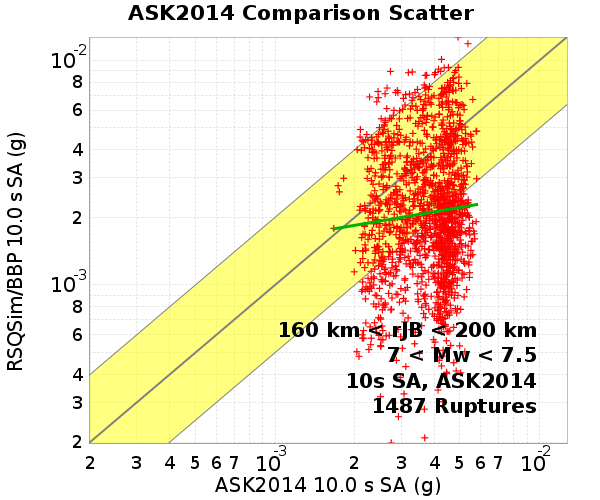 ASK2014 Comparison Scatter
RSQSim/BBP 10.0 s SA (g)
10⁻²
8
6
4
3
2
10⁻³
8
6
4
3
2
160 km < rJB < 200 km
7 < Mw < 7.5
10s SA, ASK2014
1487 Ruptures
2 3 4 5 6 7 10⁻³ 2 3 4 5 6 7 10⁻²
ASK2014 10.0 s SA (g)